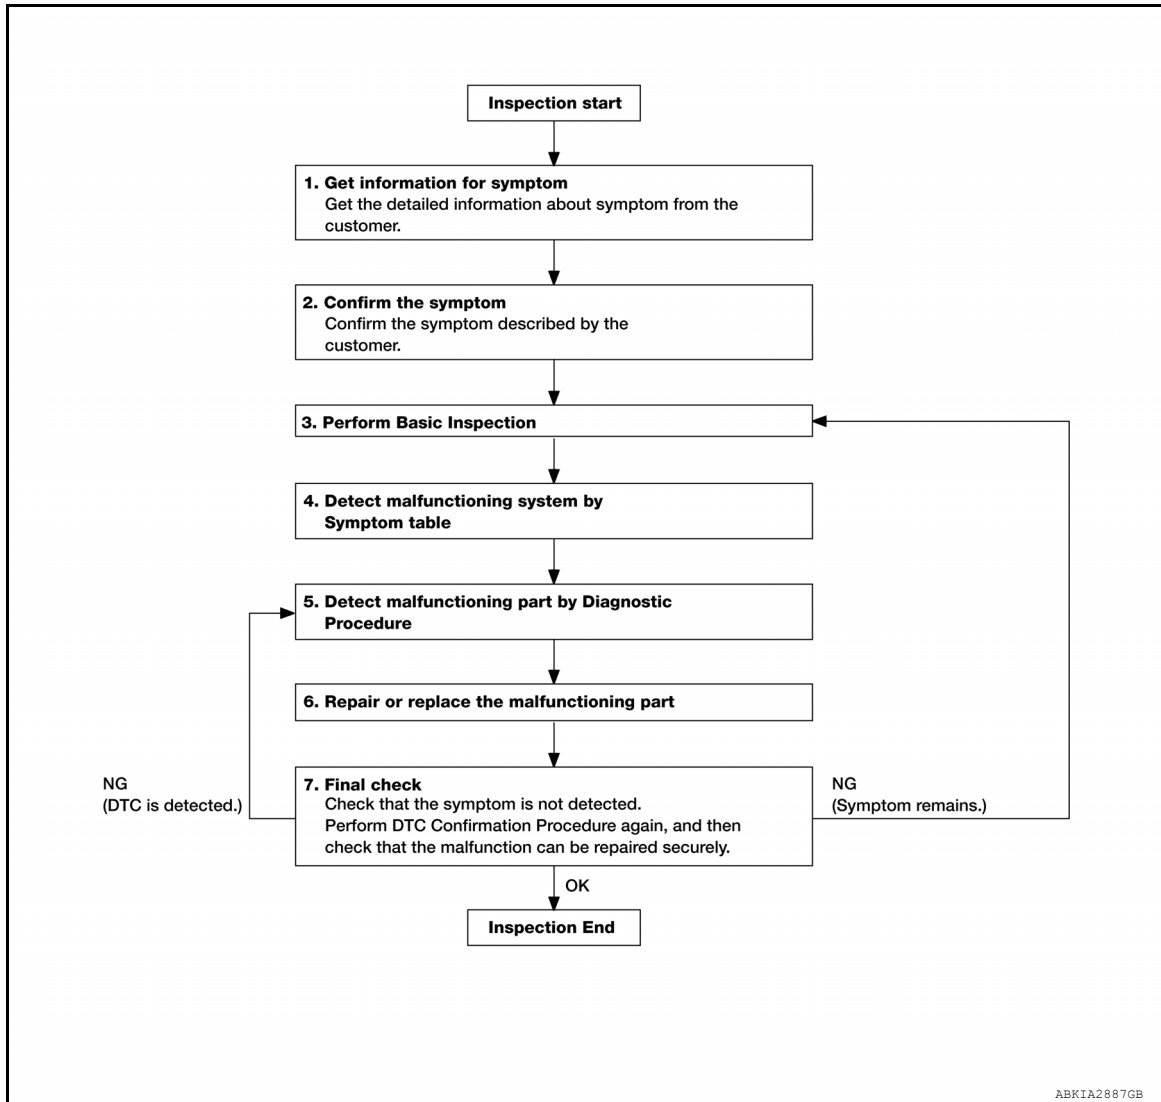 Inspection start
1. Get information for symptom
Get the detailed information about symptom from the
customer.
2. Confirm the symptom
Confirm the symptom described by the
customer.
3. Perform Basic Inspection
4. Detect malfunctioning system by
Symptom table
5. Detect malfunctioning part by Diagnostic
Procedure
6. Repair or replace the malfunctioning part
NG
(DTC is detected.)
7. Final check
Check that the symptom is not detected.
Perform DTC Confirmation Procedure again, and then
check that the malfunction can be repaired securely.
NG
(Symptom remains.)
OK
Inspection End
ABKIA2887GB